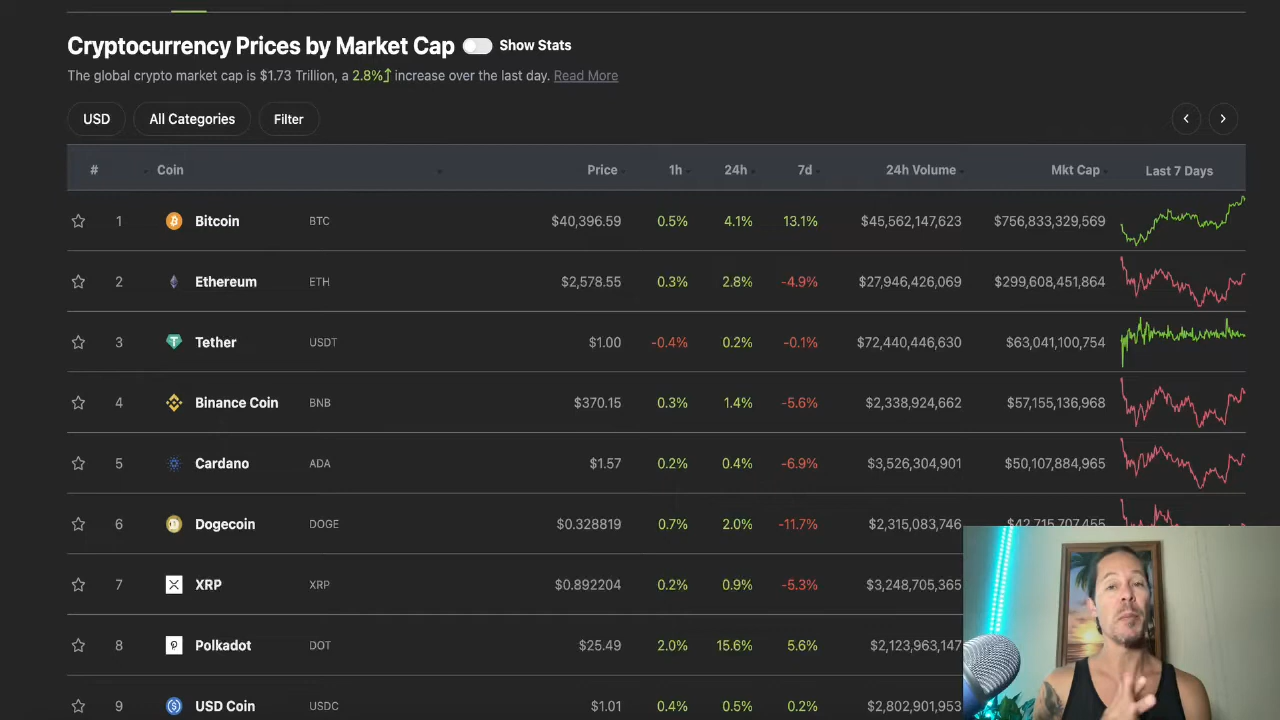 Cryptocurrency Prices by Market Cap Show Stats
The global crypto market cap is $1.73 Trillion, a 2.8% increase over the last day. Read More
USD All Categories Filter
# Coin Price 1h 24h 7d 24h Volume Mkt Cap Last 7 Days
1 Bitcoin BTC $40,396.59 0.5% 4.1% 13.1% $45,562,147,623 $756,833,329,569
2 Ethereum ETH $2,578.55 0.3% 2.8% -4.9% $27,946,426,069 $299,608,451,864
3 Tether USDT $1.00 -0.4% 0.2% -0.1% $72,440,446,630 $63,041,100,754
4 Binance Coin BNB $370.15 0.3% 1.4% -5.6% $2,338,924,662 $57,155,136,968
5 Cardano ADA $1.57 0.2% 0.4% -6.9% $3,526,304,901 $50,107,884,965
6 Dogecoin DOGE $0.328819 0.7% 2.0% -11.7% $2,315,083,746 $42,715,707,455
7 XRP XRP $0.892204 0.2% 0.9% -5.3% $3,248,705,365
8 Polkadot DOT $25.49 2.0% 15.6% 5.6% $2,123,963,147
9 USD Coin USDC $1.01 0.4% 0.5% 0.2% $2,802,901,953